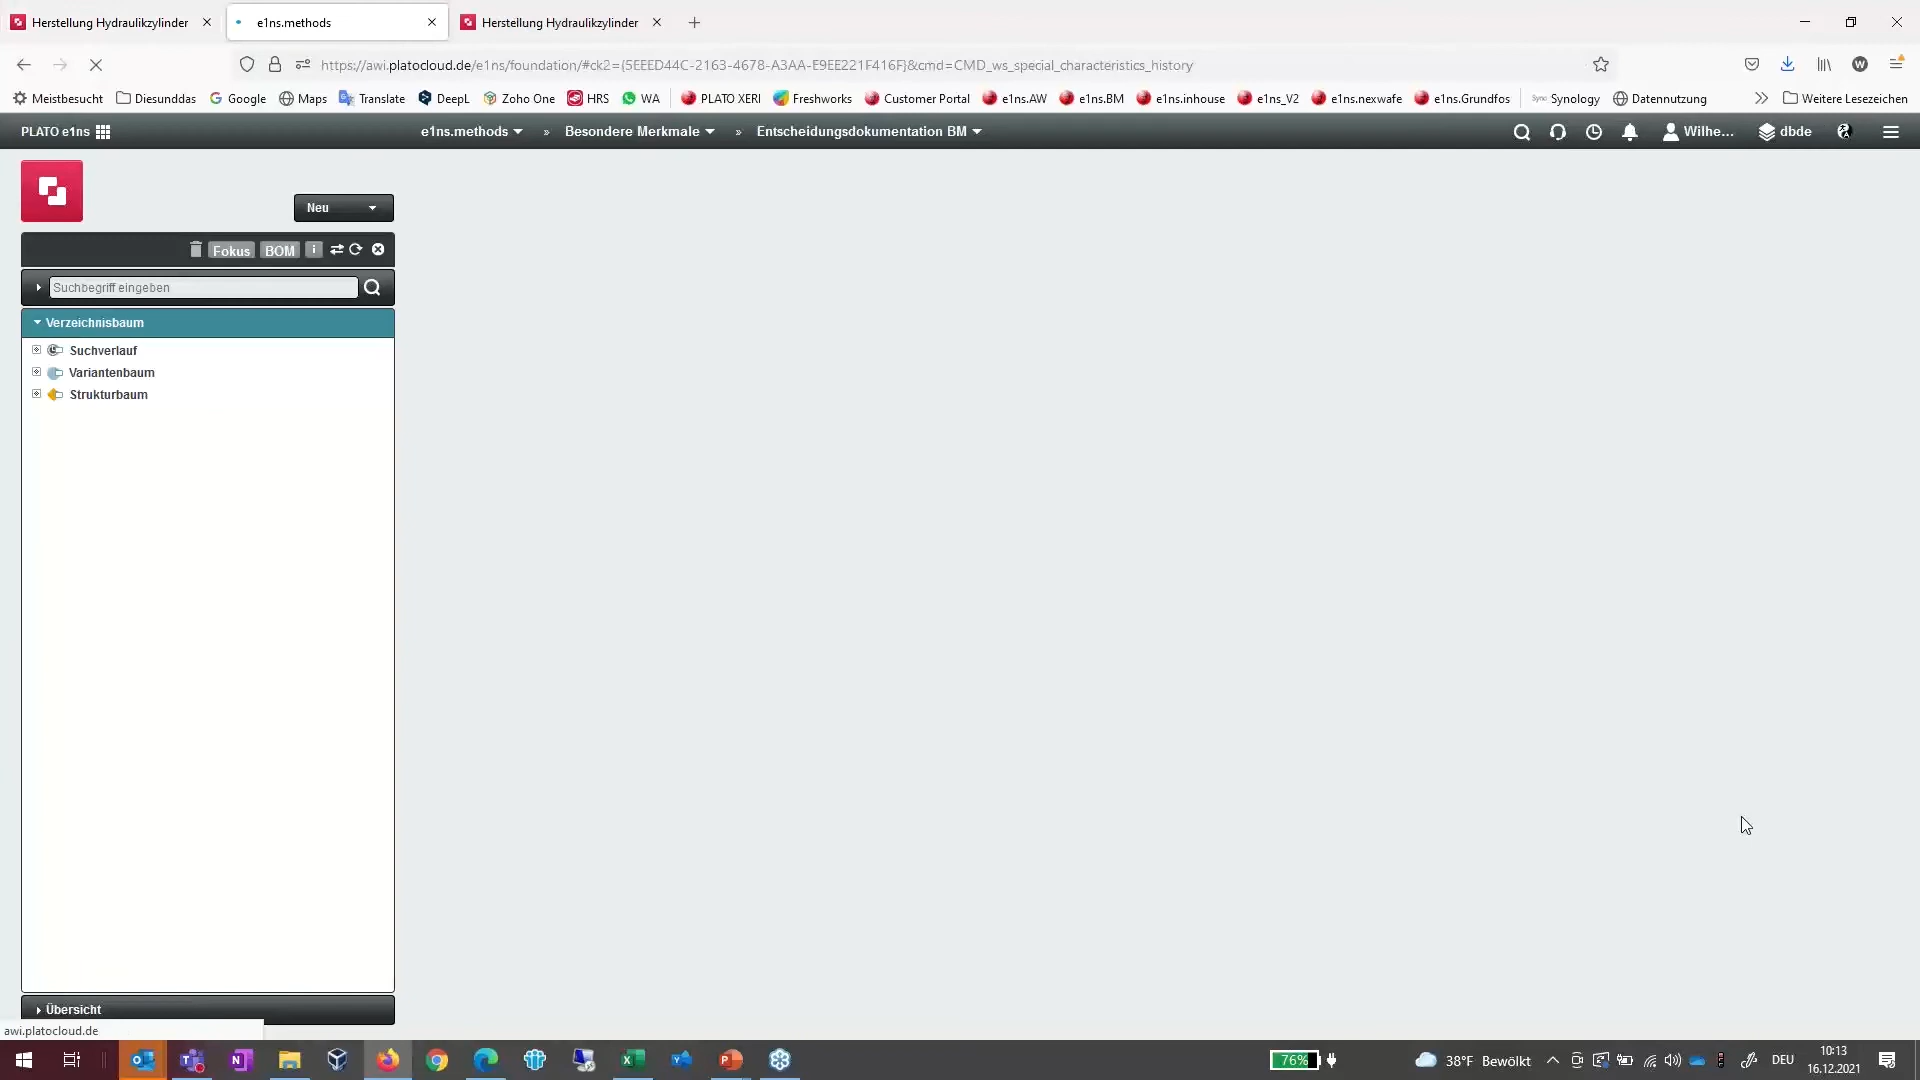 Herstellung Hydraulikzylinder
e1ns.methods
Herstellung Hydraulikzylinder
https://awi.platocloud.de/e1ns/foundation/#ck2={5EEED44C-2163-4678-A3AA-E9EE221F416F}&cmd=CMD_ws_special_characteristics_history
W
Meistbesucht
Diesunddas
Google
Maps
Translate
DeepL
Zoho One
HRS
WA
PLATO XERI
Freshworks
Customer Portal
e1ns.AW
e1ns.BM
e1ns.inhouse
e1ns_V2
e1ns.nexwafe
e1ns.Grundfos
Sync Synology
Datennutzung
Weitere Lesezeichen
PLATO e1ns
e1ns.methods » Besondere Merkmale » Entscheidungsdokumentation BM
Wilhe...
dbde
Neu
Fokus BOM i
Suchbegriff eingeben
Verzeichnisbaum
Suchverlauf
Variantenbaum
Strukturbaum
Übersicht
awi.platocloud.de
76%
38°F Bewölkt
DEU
10:13
16.12.2021